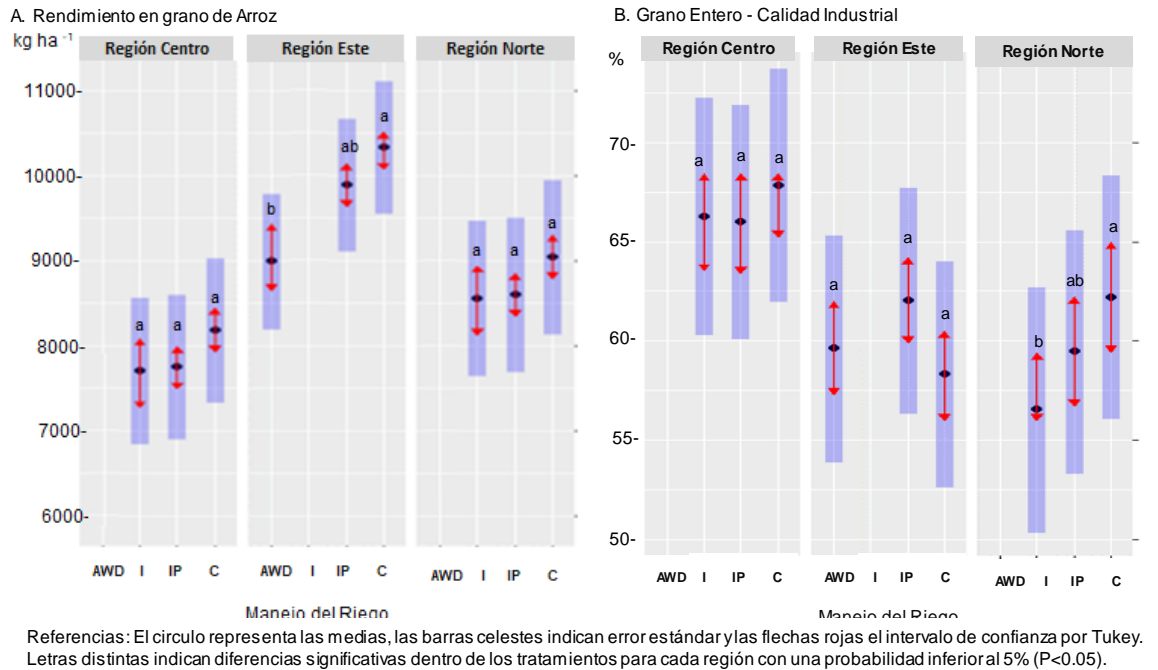 A. Rendimiento en grano de Arroz
kg ha -1
Región Centro
Región Este
Región Norte
11000-
10000-
9000-
8000-
7000-
6000-
a
a
a
b
ab
a
a
a
a
AWD I IP C
AWD I IP C
AWD I IP C
Manejo del Riego
B. Grano Entero - Calidad Industrial
%
Región Centro
Región Este
Región Norte
70-
65-
60-
55-
50-
a
a
a
a
a
a
b
ab
a
AWD I IP C
AWD I IP C
AWD I IP C
Manejo del Riego
Referencias: El circulo representa las medias, las barras celestes indican error estándar y las flechas rojas el intervalo de confianza por Tukey.
Letras distintas indican diferencias significativas dentro de los tratamientos para cada región con una probabilidad inferior al 5% (P<0.05).